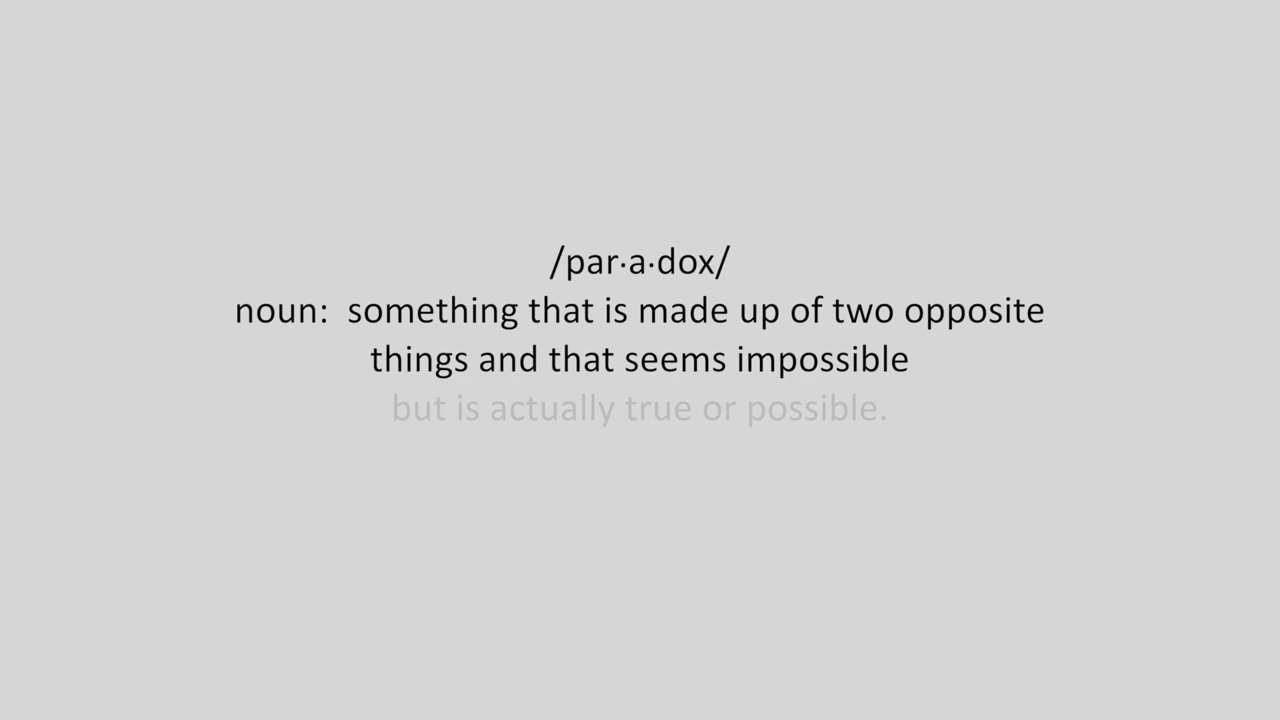 /par·a·dox/
noun:  something that is made up of two opposite
things and that seems impossible
but is actually true or possible.